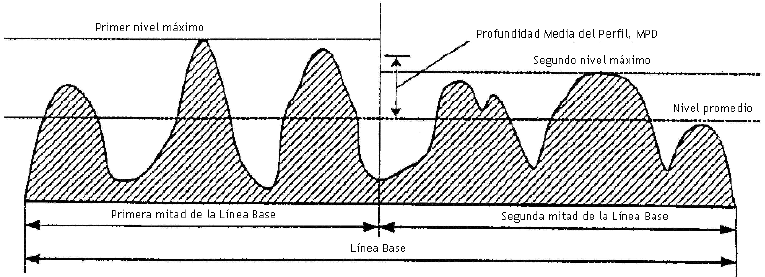 Primer nivel máximo
Profundidad Media del Perfil, MPD
Segundo nivel máximo
Nivel promedio
Primera mitad de la Línea Base
Segunda mitad de la Línea Base
Línea Base